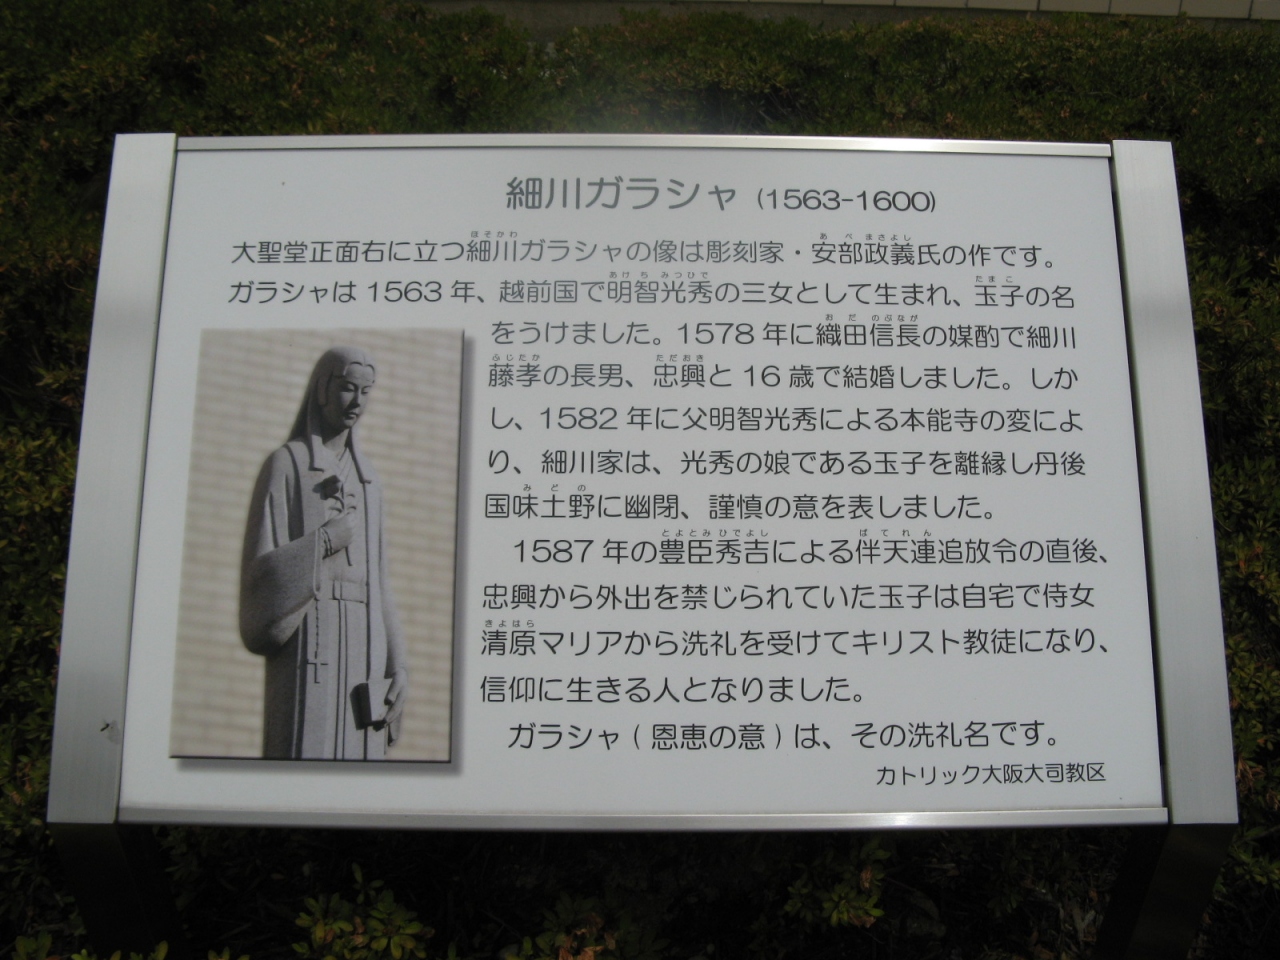 細川ガラシャ (1563-1600)
大聖堂正面右に立つ細川ガラシャの像は彫刻家・安部政義氏の作です。
ガラシャは 1563 年、越前国で明智光秀の三女として生まれ、玉子の名
をうけました。1578 年に織田信長の媒酌で細川
藤孝の長男、忠興と 16 歳で結婚しました。しか
し、1582 年に父明智光秀による本能寺の変によ
り、細川家は、光秀の娘である玉子を離縁し丹後
国味土野に幽閉、謹慎の意を表しました。
1587 年の豊臣秀吉による伴天連追放令の直後、
忠興から外出を禁じられていた玉子は自宅で侍女
清原マリアから洗礼を受けてキリスト教徒になり、
信仰に生きる人となりました。
ガラシャ ( 恩恵の意 ) は、その洗礼名です。
カトリック大阪大司教区